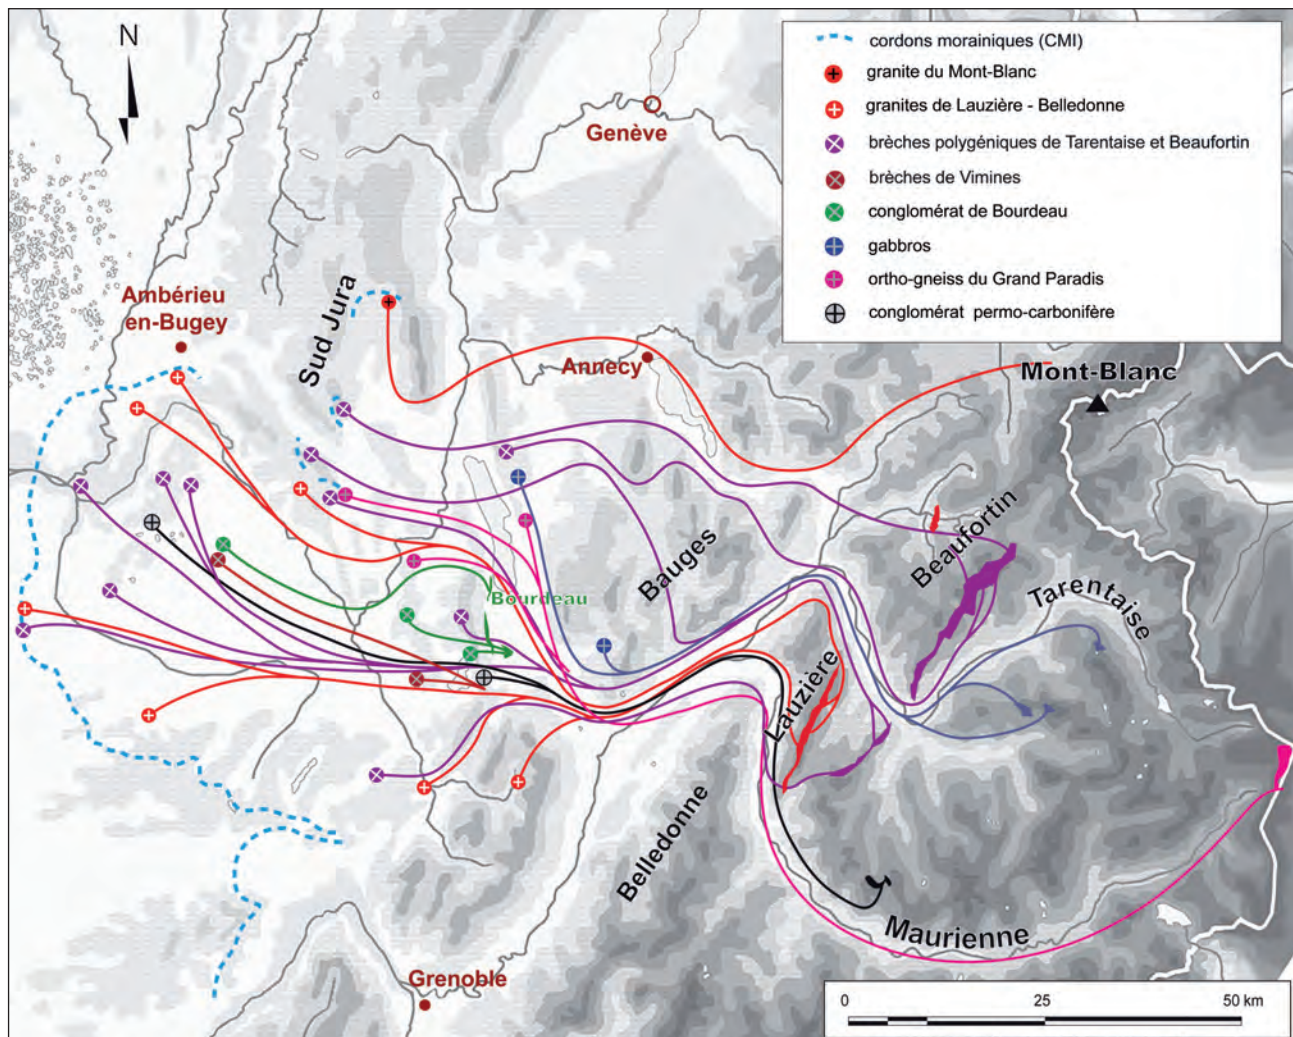 N
cordons morainiques (CMI)
granite du Mont-Blanc
granites de Lauzière - Belledonne
brèches polygéniques de Tarentaise et Beaufortin
brèches de Vimines
conglomérat de Bourdeau
gabbros
ortho-gneiss du Grand Paradis
conglomérat permo-carbonifère
Genève
Ambérieu
en-Bugey
Sud Jura
Annecy
Mont-Blanc
Beaufortin
Bauges
Tarentaise
Bourdeau
Lauzière
Belledonne
Maurienne
Grenoble
0 25 50 km